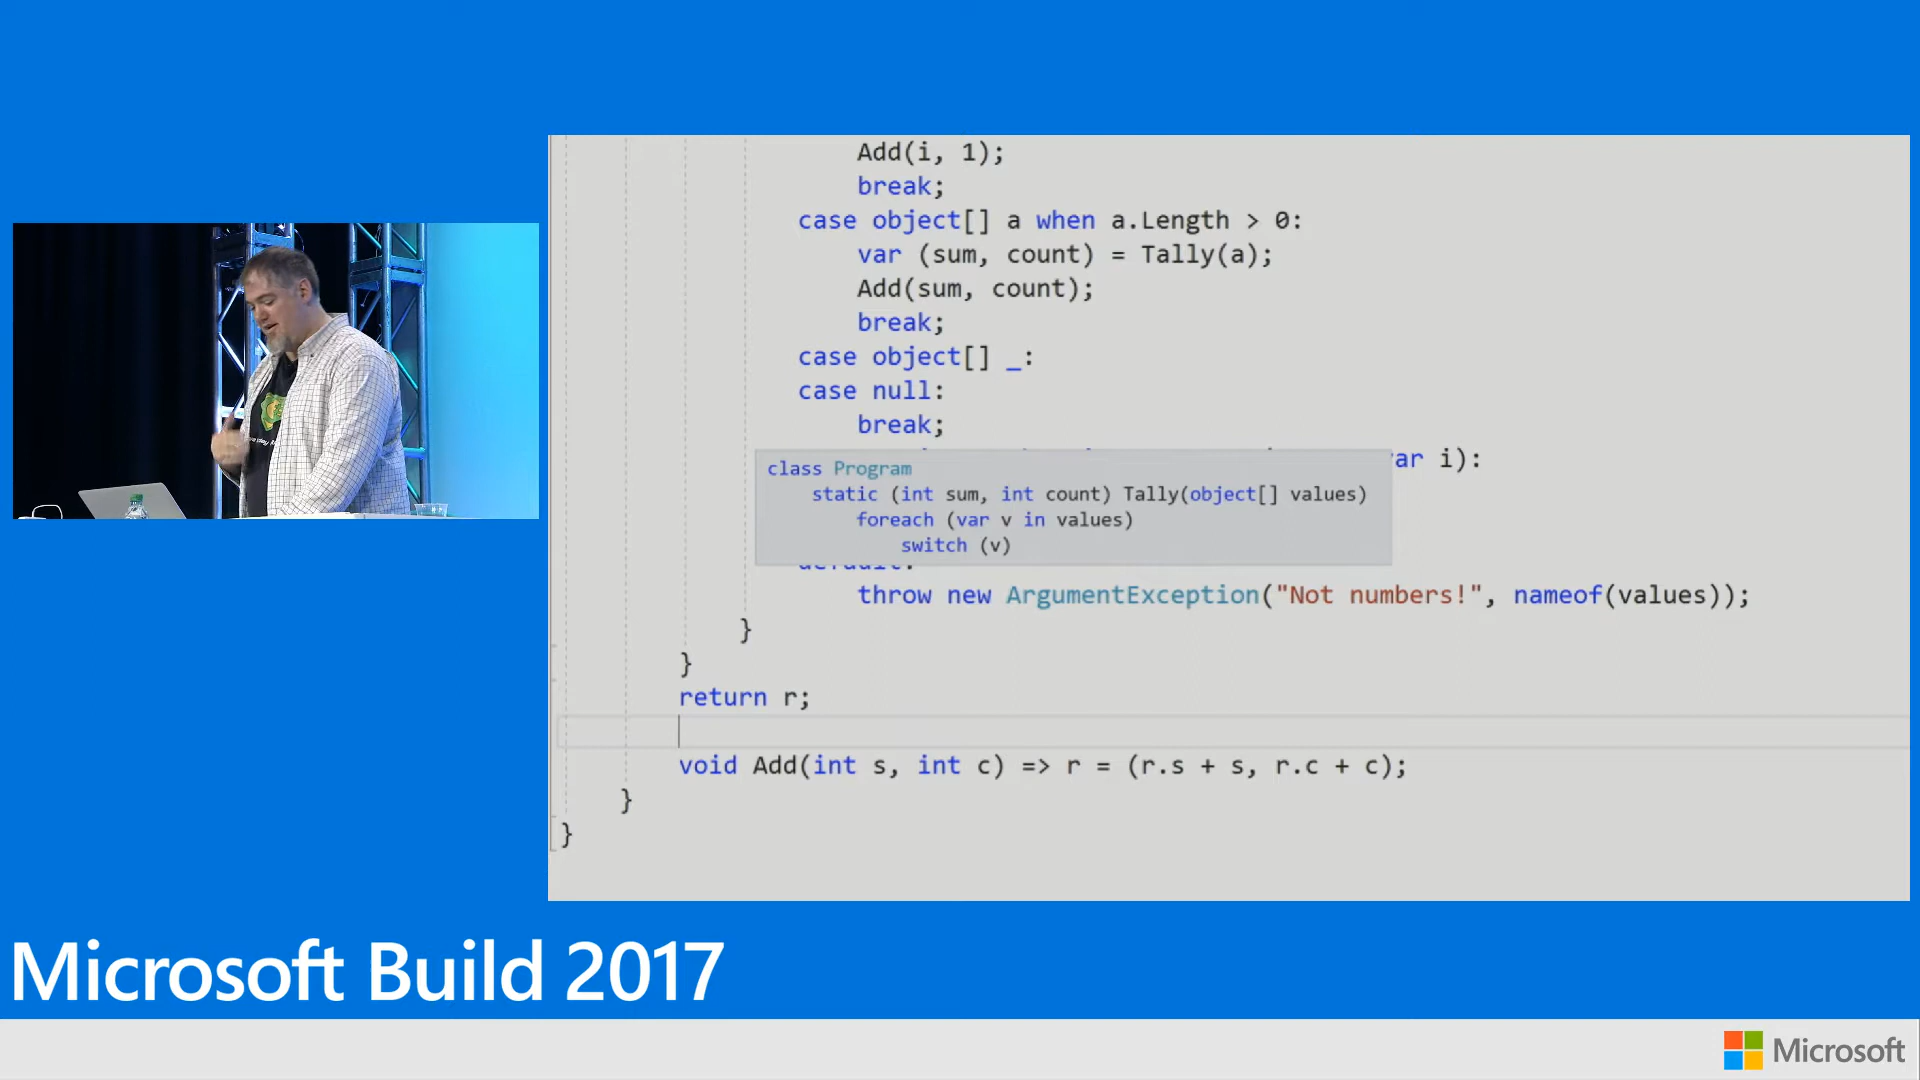 Add(i, 1);
break;
case object[] a when a.Length > 0:
var (sum, count) = Tally(a);
Add(sum, count);
break;
case object[] _:
case null:
break;
var i):
class Program
static (int sum, int count) Tally(object[] values)
foreach (var v in values)
switch (v)
default:
throw new ArgumentException("Not numbers!", nameof(values));
}
}
return r;
void Add(int s, int c) => r = (r.s + s, r.c + c);
}
}
Microsoft Build 2017
Microsoft